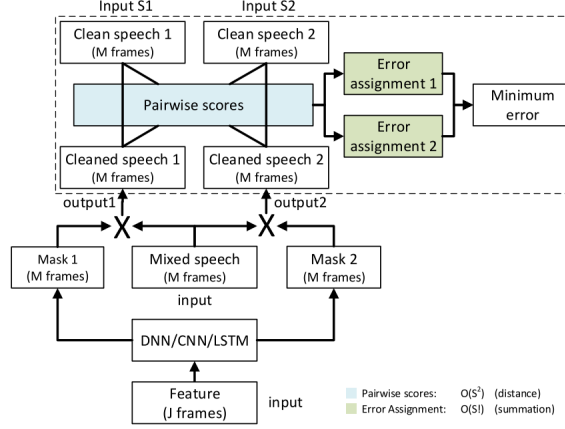 Input S1
Input S2
Clean speech 1
(M frames)
Clean speech 2
(M frames)
Pairwise scores
Error
assignment 1
Error
assignment 2
Minimum
error
Cleaned speech 1
(M frames)
Cleaned speech 2
(M frames)
output1
output2
X
X
Mask 1
(M frames)
Mixed speech
(M frames)
Mask 2
(M frames)
input
DNN/CNN/LSTM
Feature
(J frames)
input
Pairwise scores: O(S²) (distance)
Error Assignment: O(S!) (summation)